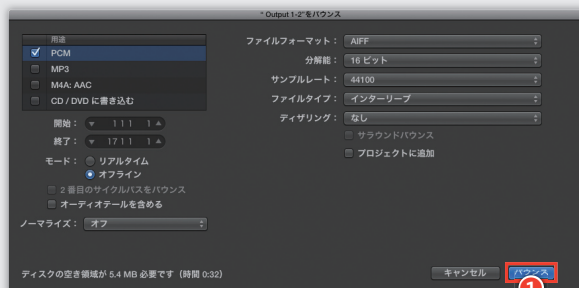 "Output 1-2"をバウンス
用途
PCM
MP3
M4A: AAC
CD / DVD に書き込む
開始： 1 1 1 1
終了： 17 1 1 1
モード： リアルタイム
オフライン
2 番目のサイクルパスをバウンス
オーディオテールを含める
ノーマライズ： オフ
ファイルフォーマット： AIFF
分解能： 16 ビット
サンプルレート： 44100
ファイルタイプ： インターリーブ
ディザリング： なし
サラウンドバウンス
プロジェクトに追加
ディスクの空き領域が 5.4 MB 必要です（時間 0:32）
キャンセル
バウンス
1